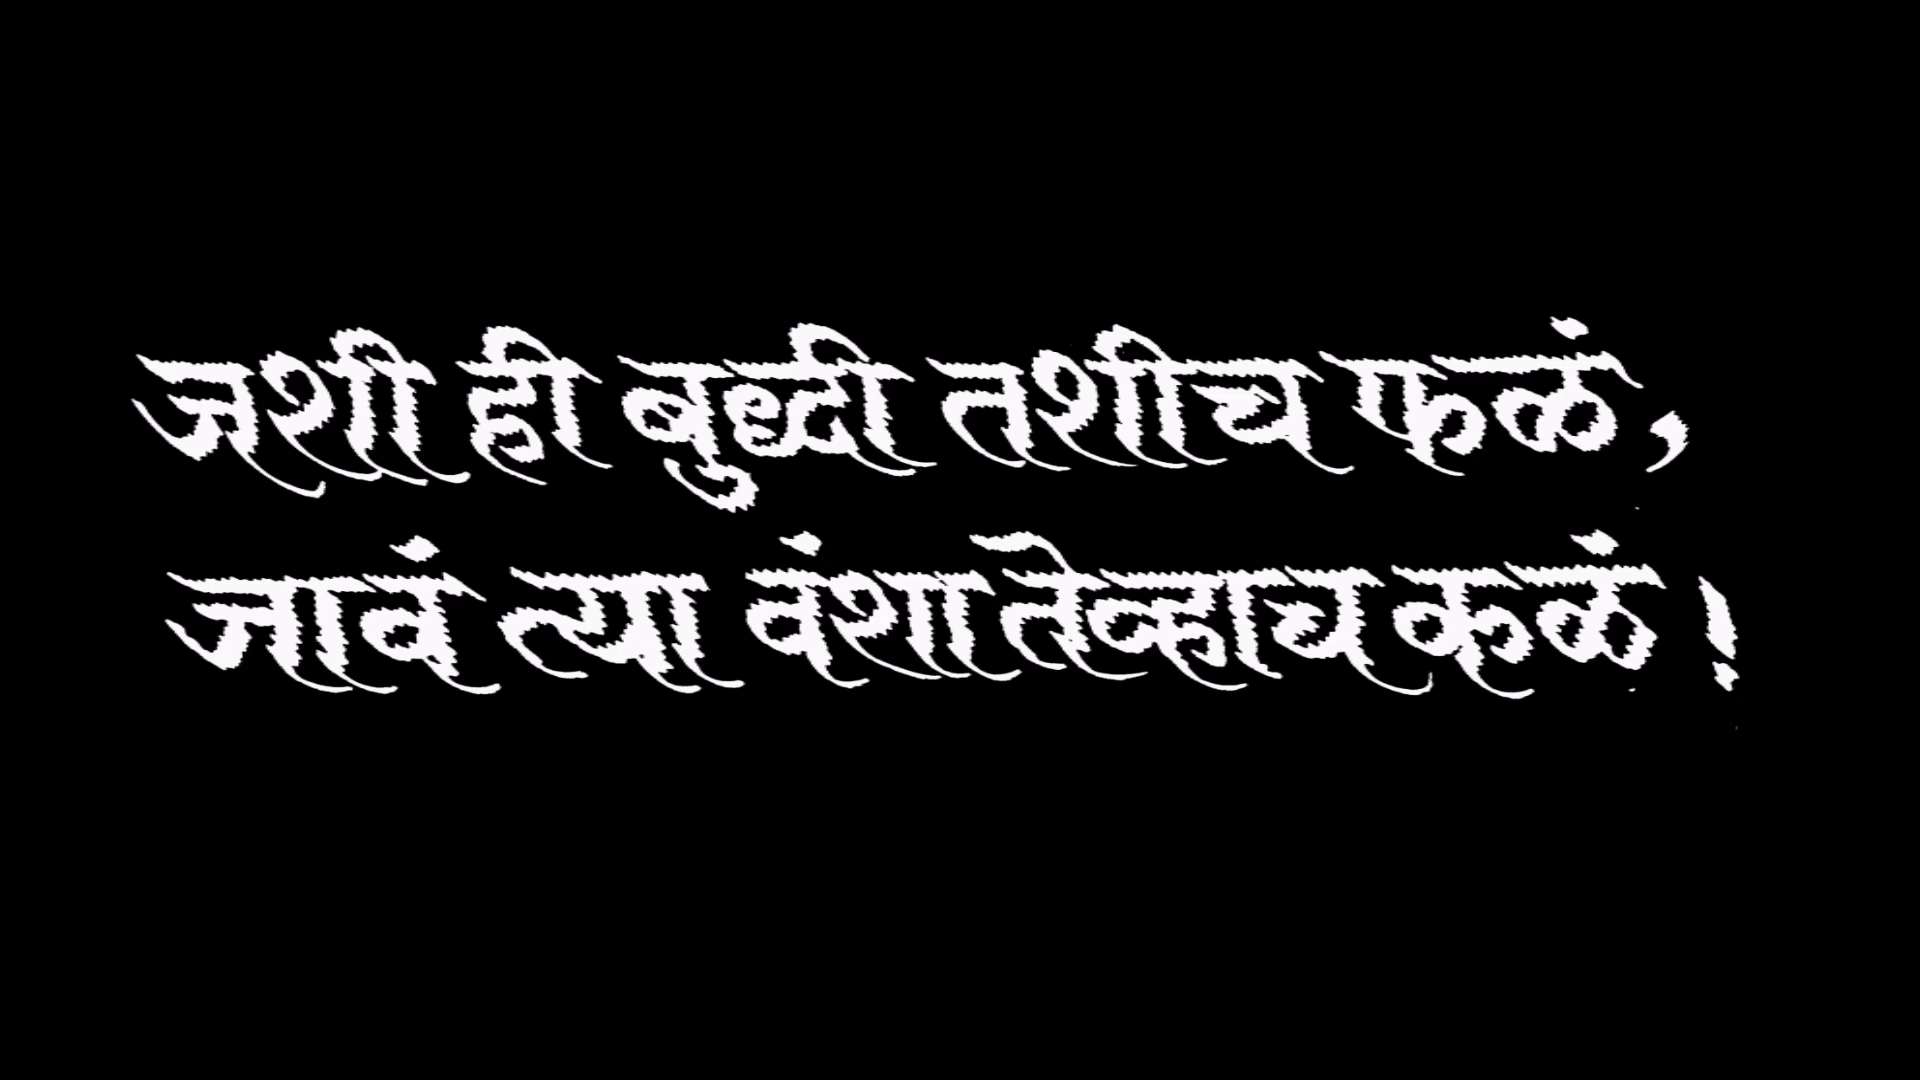 जशी ही बुद्धी तशीच फळं,
जावं त्या वंशा तेव्हाच कळं !